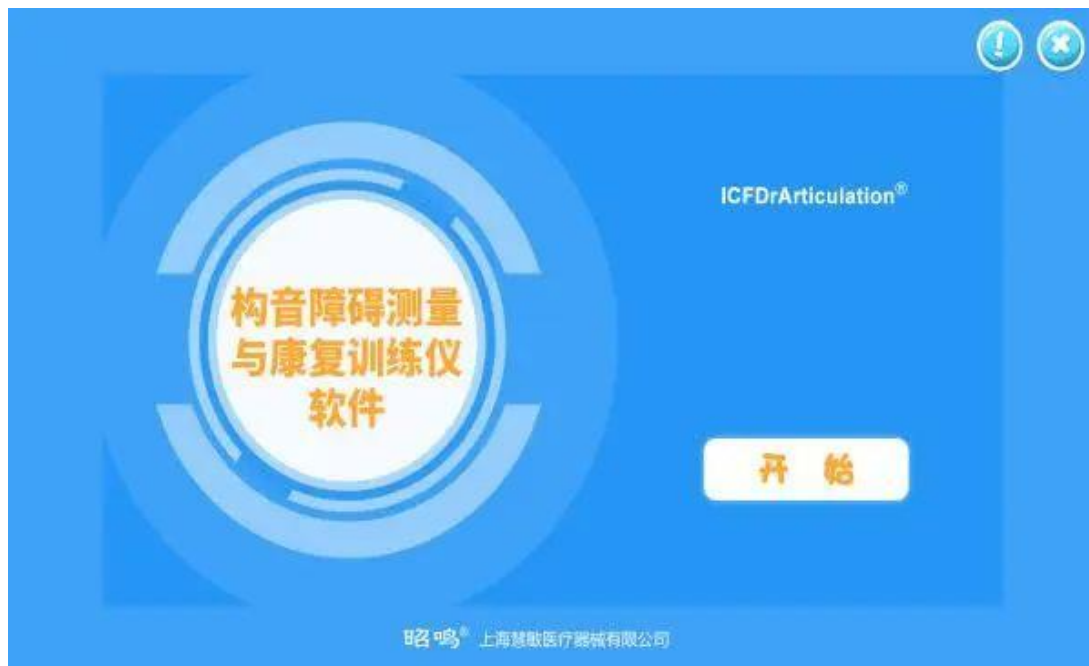 ICFDrArticulation®
构音障碍测量
与康复训练仪
软件
开 始
昭鸣® 上海慧敏医疗器械有限公司